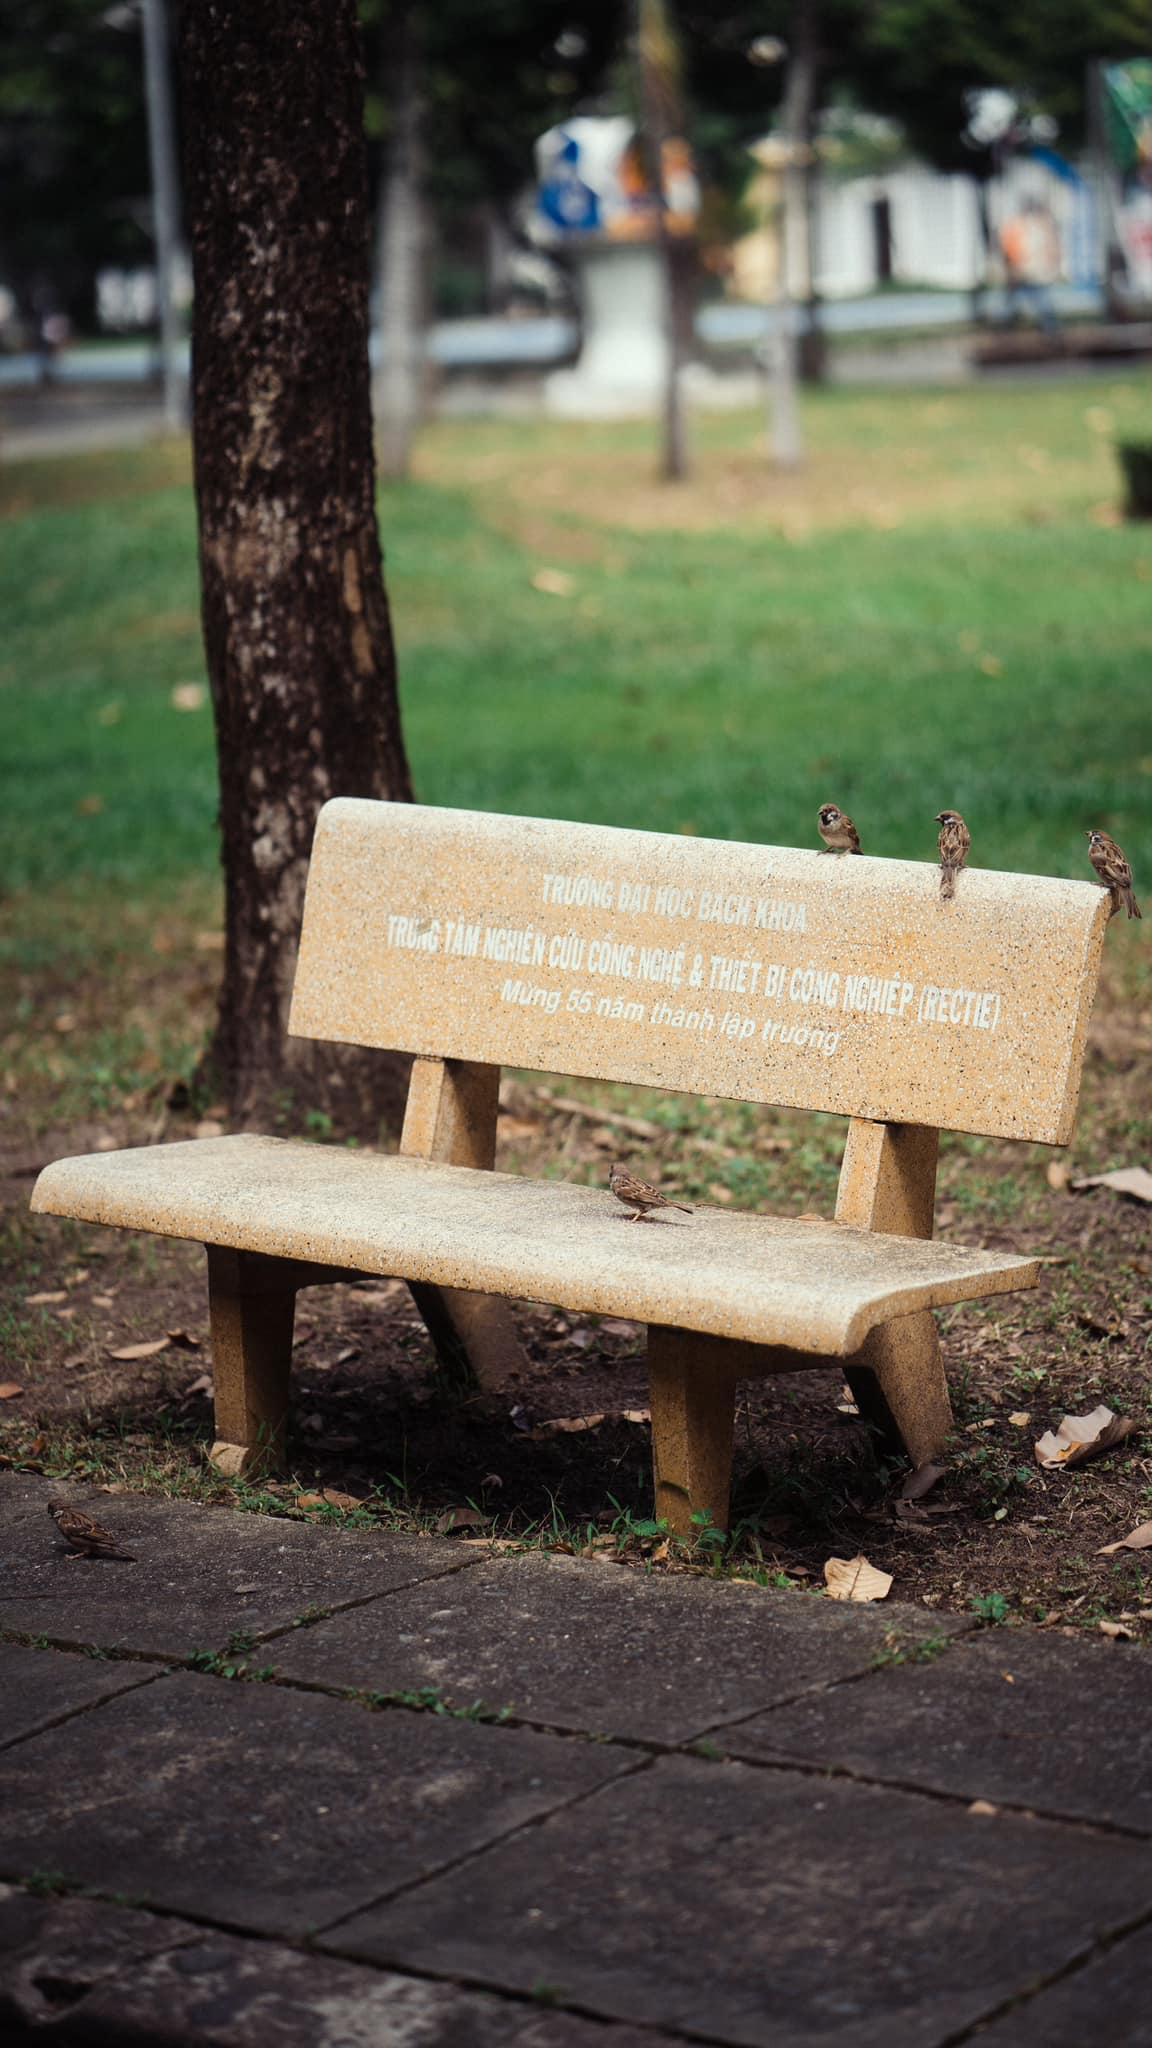 TRƯỜNG ĐẠI HỌC BÁCH KHOA
TRUNG TÂM NGHIÊN CỨU CÔNG NGHỆ & THIẾT BỊ CÔNG NGHIỆP (RECTIE)
Mừng 55 năm thành lập trường